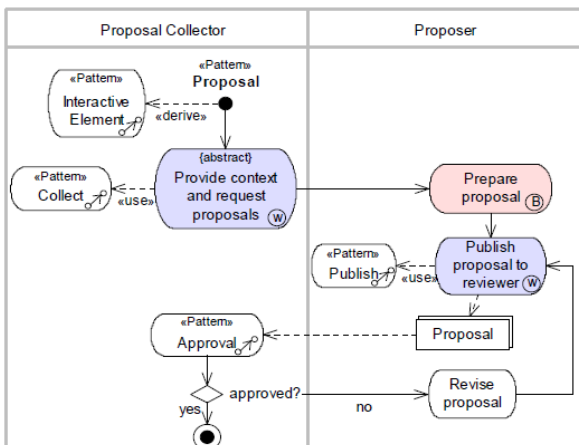 Proposal Collector
Proposer
«Pattern»
Proposal
«Pattern»
Interactive
Element
«derive»
{abstract}
Provide context
and request
proposals
W
«Pattern»
Collect
«use»
Prepare
proposal
B
Publish
proposal to
reviewer
W
«Pattern»
Publish
«use»
Proposal
«Pattern»
Approval
approved?
yes
no
Revise
proposal